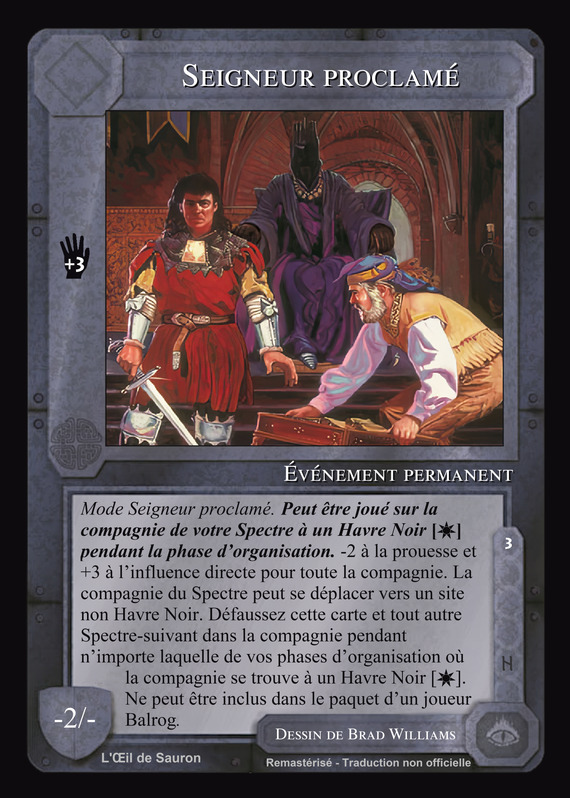 Seigneur proclamé
+3
Événement permanent
Mode Seigneur proclamé. Peut être joué sur la
compagnie de votre Spectre à un Havre Noir [✷]
pendant la phase d'organisation. -2 à la prouesse et
+3 à l'influence directe pour toute la compagnie. La
compagnie du Spectre peut se déplacer vers un site
non Havre Noir. Défaussez cette carte et tout autre
Spectre-suivant dans la compagnie pendant
n'importe laquelle de vos phases d'organisation où
la compagnie se trouve à un Havre Noir [✷].
Ne peut être inclus dans le paquet d'un joueur
Balrog.
3
-2/-
Dessin de Brad Williams
L'Œil de Sauron
Remastérisé - Traduction non officielle